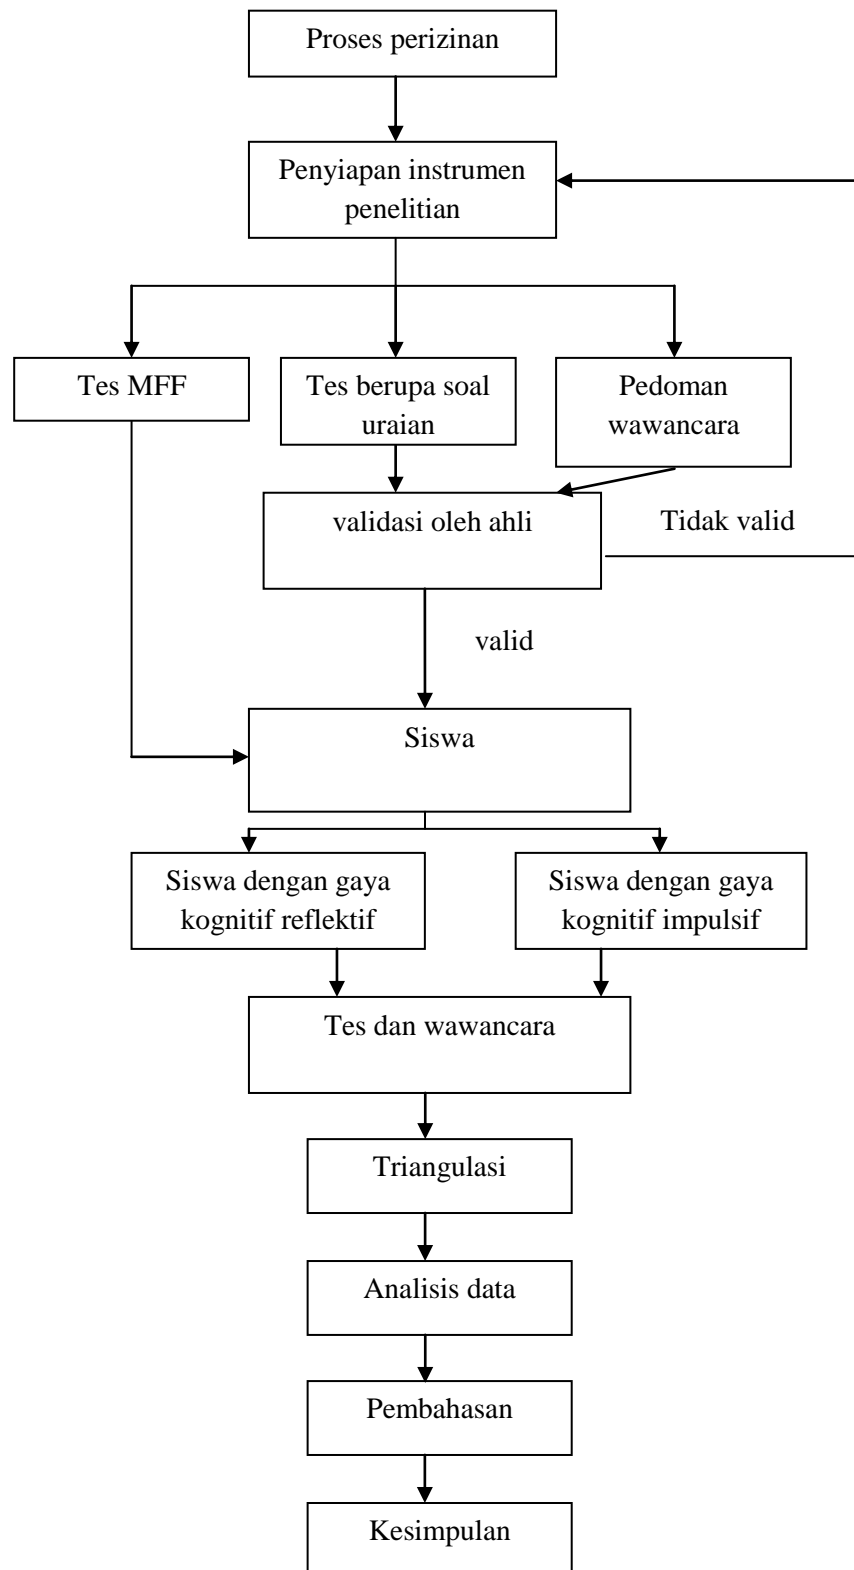 Proses perizinan
Penyiapan instrumen
penelitian
Tes MFF
Tes berupa soal
uraian
Pedoman
wawancara
validasi oleh ahli
Tidak valid
valid
Siswa
Siswa dengan gaya
kognitif reflektif
Siswa dengan gaya
kognitif impulsif
Tes dan wawancara
Triangulasi
Analisis data
Pembahasan
Kesimpulan